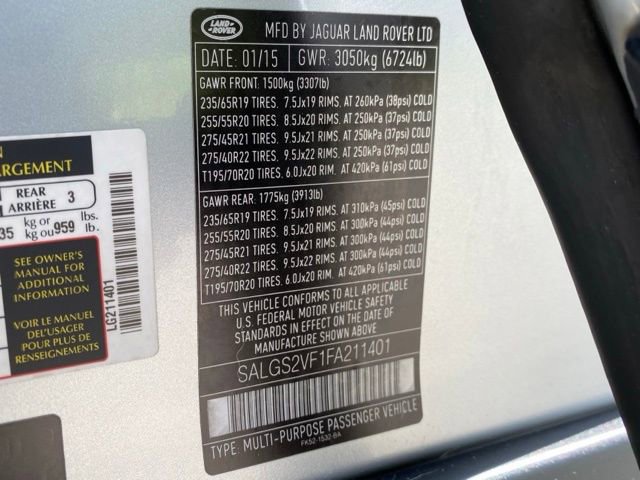 LAND
ROVER
MFD BY JAGUAR LAND ROVER LTD
DATE: 01/15 GWR: 3050kg (6724lb)
GAWR FRONT: 1500kg (3307lb)
235/65R19 TIRES. 7.5Jx19 RIMS. AT 260kPa (38psi) COLD
255/55R20 TIRES. 8.5Jx20 RIMS. AT 250kPa (37psi) COLD
275/45R21 TIRES. 9.5Jx21 RIMS. AT 250kPa (37psi) COLD
275/40R22 TIRES. 9.5Jx22 RIMS. AT 250kPa (37psi) COLD
T195/70R20 TIRES. 6.0Jx20 RIM. AT 420kPa (61psi) COLD
GAWR REAR: 1775kg (3913lb)
235/65R19 TIRES. 7.5Jx19 RIMS. AT 310kPa (45psi) COLD
255/55R20 TIRES. 8.5Jx20 RIMS. AT 300kPa (44psi) COLD
275/45R21 TIRES. 9.5Jx21 RIMS. AT 300kPa (44psi) COLD
275/40R22 TIRES. 9.5Jx22 RIMS. AT 300kPa (44psi) COLD
T195/70R20 TIRES. 6.0Jx20 RIM. AT 420kPa (61psi) COLD
THIS VEHICLE CONFORMS TO ALL APPLICABLE
U.S. FEDERAL MOTOR VEHICLE SAFETY
STANDARDS IN EFFECT ON THE DATE OF
MANUFACTURE SHOWN ABOVE
SALGS2VF1FA211401
TYPE: MULTI-PURPOSE PASSENGER VEHICLE
FK52-1532-BA
N
ARGEMENT
REAR
ARRIÈRE 3
35 kg or
kg ou 959 lbs.
lb.
SEE OWNER'S
MANUAL FOR
ADDITIONAL
INFORMATION
VOIR LE MANUEL
DE L'USAGER
POUR PLUS DE
RENSEIGNEMENTS
LG211401